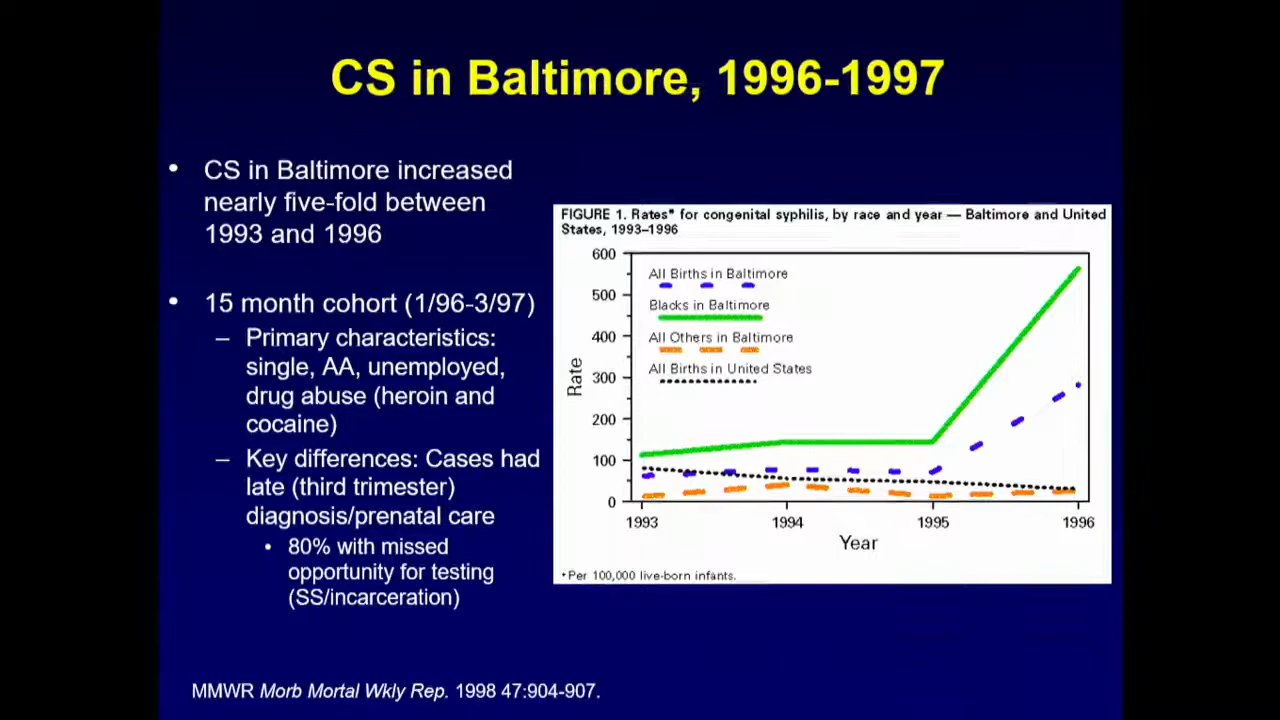 CS in Baltimore, 1996-1997
• CS in Baltimore increased
nearly five-fold between
1993 and 1996
• 15 month cohort (1/96-3/97)
– Primary characteristics:
single, AA, unemployed,
drug abuse (heroin and
cocaine)
– Key differences: Cases had
late (third trimester)
diagnosis/prenatal care
• 80% with missed
opportunity for testing
(SS/incarceration)
FIGURE 1. Rates* for congenital syphilis, by race and year — Baltimore and United
States, 1993–1996
600
500
400
300
200
100
0
Rate
All Births in Baltimore
Blacks in Baltimore
All Others in Baltimore
All Births in United States
1993 1994 1995 1996
Year
*Per 100,000 live-born infants.
MMWR Morb Mortal Wkly Rep. 1998 47:904-907.